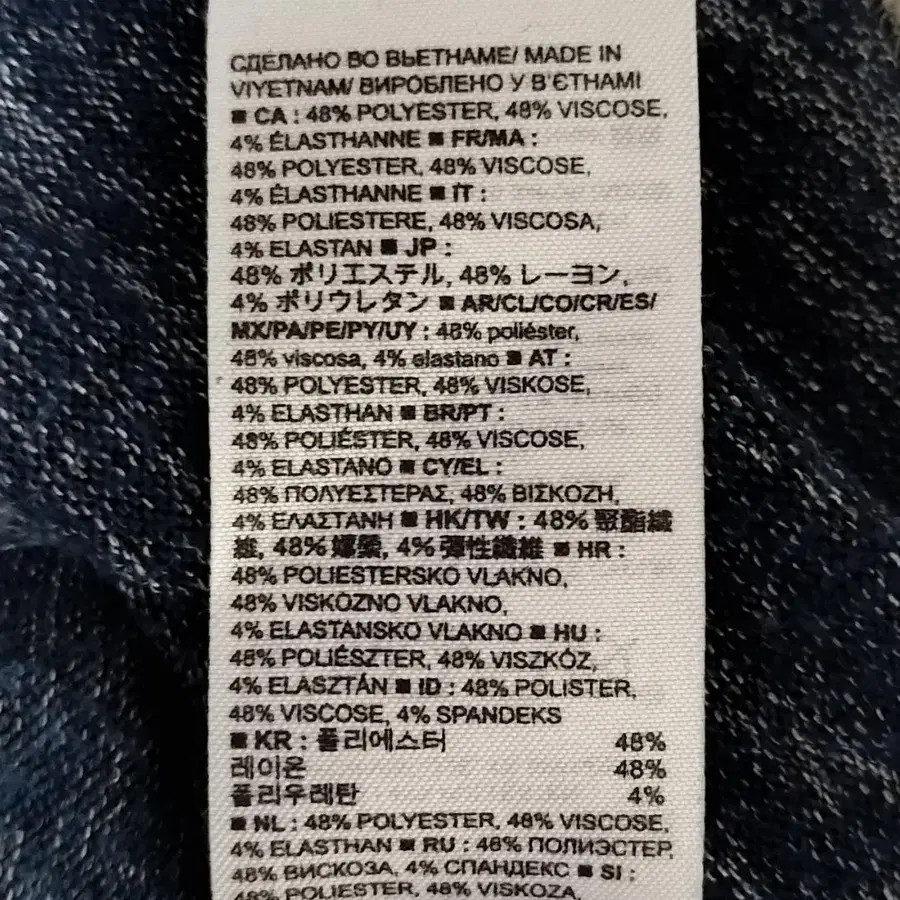 СДЕЛАНО ВО ВЬЕТНАМЕ/ MADE IN
VIYETNAM/ ВИРОБЛЕНО У В'ЄТНАМІ
■ CA : 48% POLYESTER, 48% VISCOSE,
4% ÉLASTHANNE ■ FR/MA :
48% POLYESTER, 48% VISCOSE,
4% ÉLASTHANNE ■ IT :
48% POLIESTERE, 48% VISCOSA,
4% ELASTAN ■ JP :
48% ポリエステル, 48% レーヨン,
4% ポリウレタン ■ AR/CL/CO/CR/ES/
MX/PA/PE/PY/UY : 48% poliéster,
48% viscosa, 4% elastano ■ AT :
48% POLYESTER, 48% VISKOSE,
4% ELASTHAN ■ BR/PT :
48% POLIÉSTER, 48% VISCOSE,
4% ELASTANO ■ CY/EL :
48% ΠΟΛΥΕΣΤΕΡΑΣ, 48% ΒΙΣΚΟΖΗ,
4% ΕΛΑΣΤΑΝΗ ■ HK/TW : 48% 聚酯纖
維, 48% 嫘縈, 4% 彈性纖維 ■ HR :
48% POLIESTERSKO VLAKNO,
48% VISKOZNO VLAKNO,
4% ELASTANSKO VLAKNO ■ HU :
48% POLIÉSZTER, 48% VISZKÓZ,
4% ELASZTÁN ■ ID : 48% POLISTER,
48% VISCOSE, 4% SPANDEKS
■ KR : 폴리에스터 48%
레이온 48%
폴리우레탄 4%
■ NL : 48% POLYESTER, 48% VISCOSE,
4% ELASTHAN ■ RU : 48% ПОЛИЭСТЕР,
48% ВИСКОЗА, 4% СПАНДЕКС ■ SI :
48% POLIESTER, 48% VISKOZA,